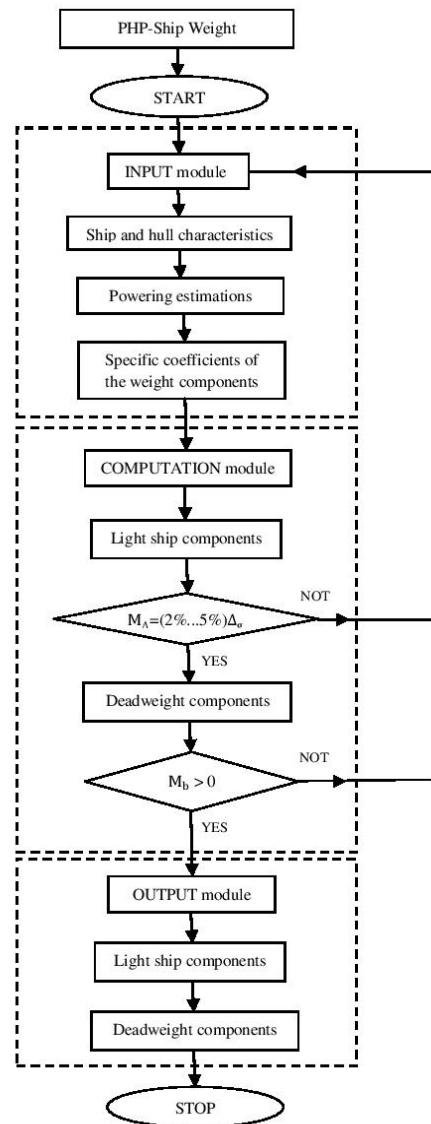 PHP-Ship Weight
START
INPUT module
Ship and hull characteristics
Powering estimations
Specific coefficients of
the weight components
COMPUTATION module
Light ship components
NOT
M_Δ=(2%...5%)Δ_σ
YES
Deadweight components
NOT
M_b > 0
YES
OUTPUT module
Light ship components
Deadweight components
STOP